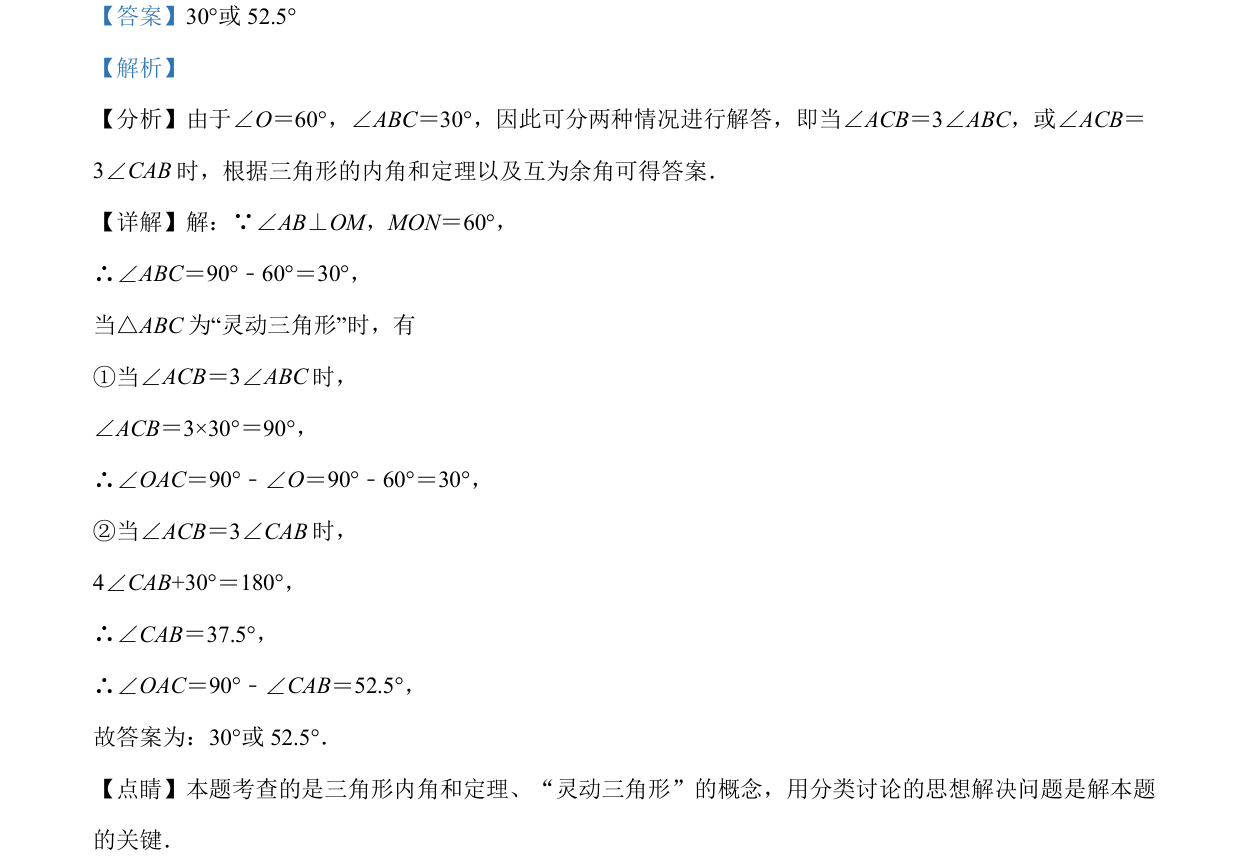 【答案】30°或 52.5°
【解析】
【分析】由于∠O＝60°，∠ABC＝30°，因此可分两种情况进行解答，即当∠ACB＝3∠ABC，或∠ACB＝
3∠CAB 时，根据三角形的内角和定理以及互为余角可得答案．
【详解】解：∵∠AB⊥OM，MON＝60°，
∴∠ABC＝90°﹣60°＝30°，
当△ABC 为“灵动三角形”时，有
①当∠ACB＝3∠ABC 时，
∠ACB＝3×30°＝90°，
∴∠OAC＝90°﹣∠O＝90°﹣60°＝30°，
②当∠ACB＝3∠CAB 时，
4∠CAB+30°＝180°，
∴∠CAB＝37.5°，
∴∠OAC＝90°﹣∠CAB＝52.5°，
故答案为：30°或 52.5°．
【点睛】本题考查的是三角形内角和定理、“灵动三角形”的概念，用分类讨论的思想解决问题是解本题
的关键．